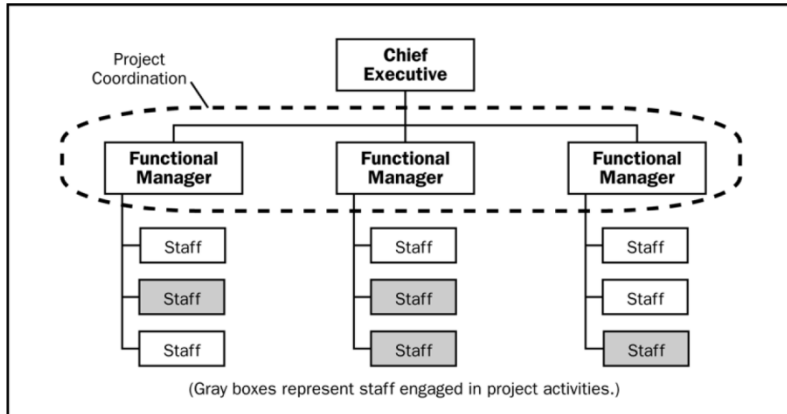 Project
Coordination
Chief
Executive
Functional
Manager
Functional
Manager
Functional
Manager
Staff
Staff
Staff
Staff
Staff
Staff
Staff
Staff
Staff
(Gray boxes represent staff engaged in project activities.)